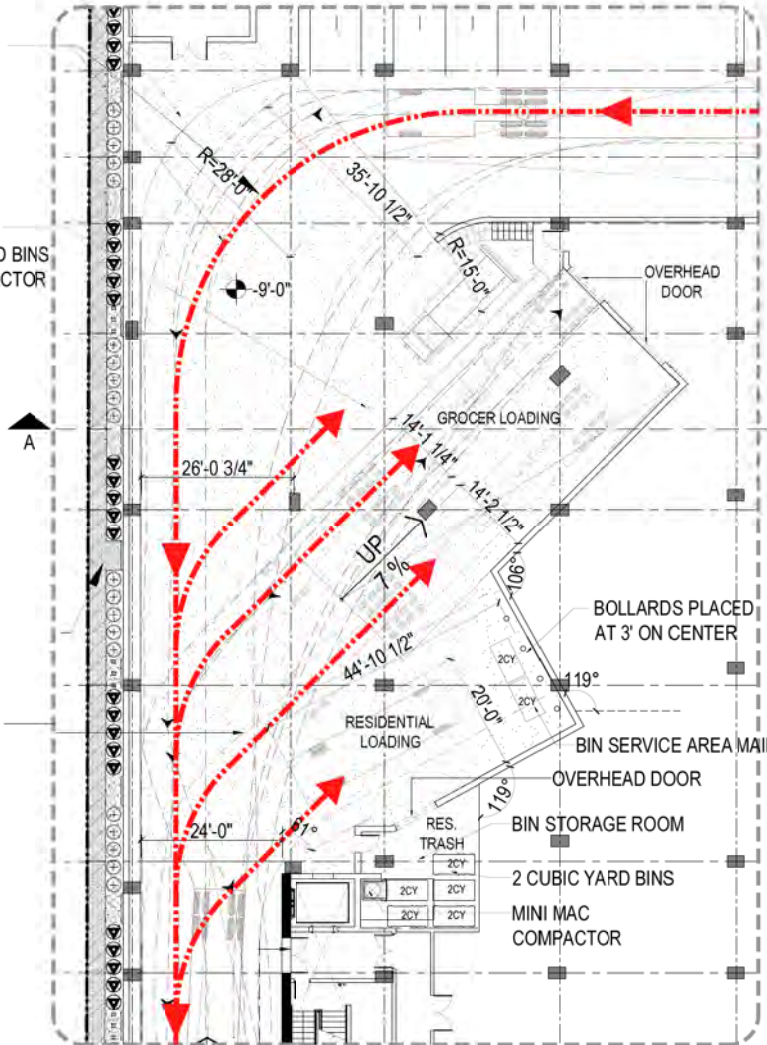 R=28'-0"
35'-10 1/2"
D BINS
CTOR
R=15'-0"
OVERHEAD
DOOR
-9'-0"
GROCER LOADING
A
14'-1 1/4"
26'-0 3/4"
14'-2 1/2"
UP
7 %
106°
BOLLARDS PLACED
AT 3' ON CENTER
44'-10 1/2"
2CY
2CY
119°
20'-0"
RESIDENTIAL
LOADING
BIN SERVICE AREA MAI
OVERHEAD DOOR
119°
24'-0"
61°
RES.
TRASH
BIN STORAGE ROOM
2CY
2 CUBIC YARD BINS
2CY
2CY
MINI MAC
COMPACTOR
2CY
2CY